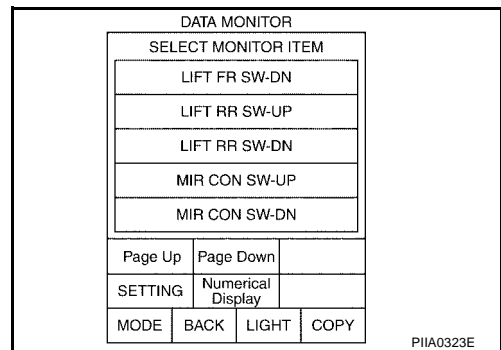 DATA MONITOR
SELECT MONITOR ITEM
LIFT FR SW-DN
LIFT RR SW-UP
LIFT RR SW-DN
MIR CON SW-UP
MIR CON SW-DN
Page Up Page Down
SETTING Numerical
Display
MODE BACK LIGHT COPY
PIIA0323E